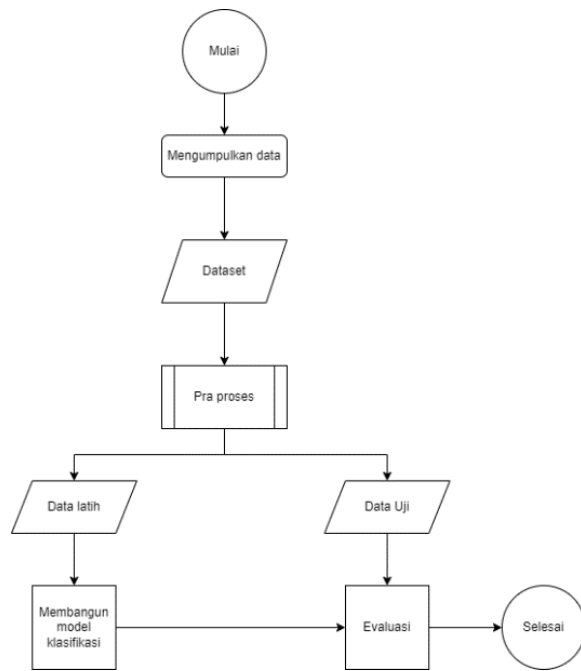 Mulai
Mengumpulkan data
Dataset
Pra proses
Data latih
Data Uji
Membangun
model
klasifikasi
Evaluasi
Selesai